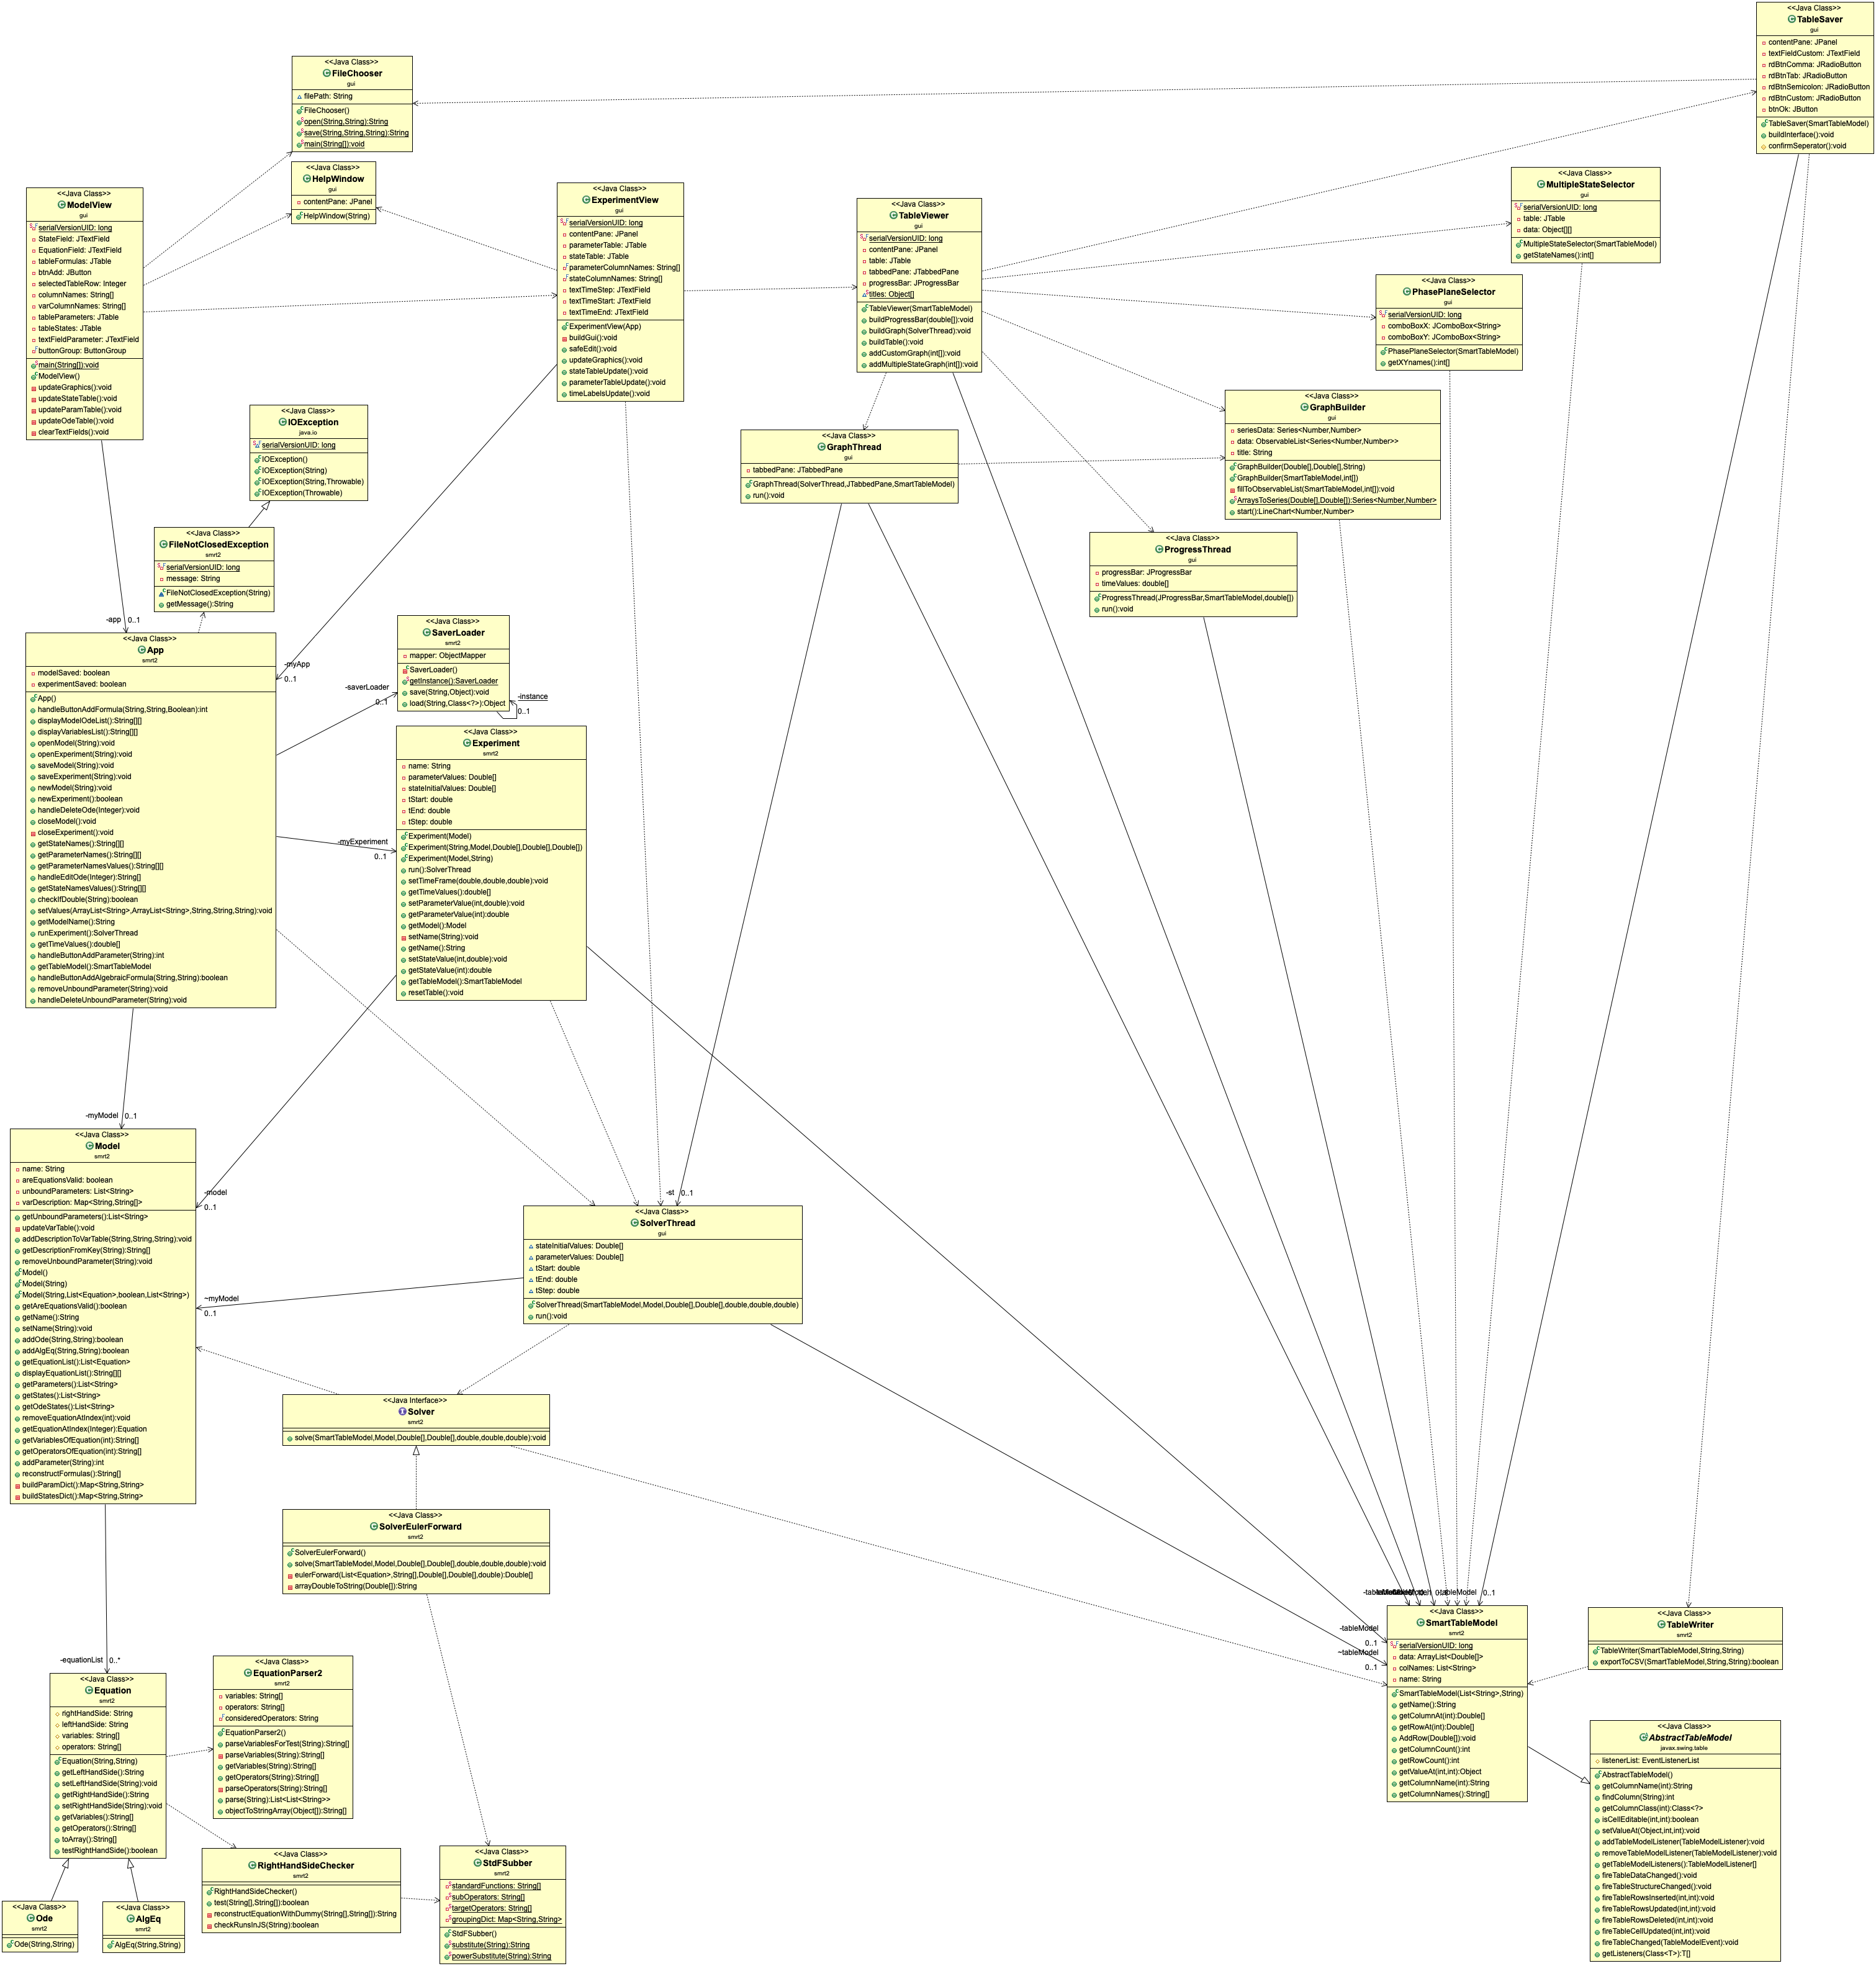 <<Java Class>>
TableSaver
gui
contentPane: JPanel
textFieldCustom: JTextField
rdBtnComma: JRadioButton
rdBtnTab: JRadioButton
rdBtnSemicolon: JRadioButton
rdBtnCustom: JRadioButton
btnOk: JButton
TableSaver(SmartTableModel)
buildInterface():void
confirmSeperator():void
<<Java Class>>
FileChooser
gui
filePath: String
FileChooser()
open(String,String):String
save(String,String,String):String
main(String[]):void
<<Java Class>>
HelpWindow
gui
contentPane: JPanel
HelpWindow(String)
<<Java Class>>
ModelView
gui
serialVersionUID: long
StateField: JTextField
EquationField: JTextField
tableFormulas: JTable
btnAdd: JButton
selectedTableRow: Integer
columnNames: String[]
varColumnNames: String[]
tableParameters: JTable
tableStates: JTable
textFieldParameter: JTextField
buttonGroup: ButtonGroup
main(String[]):void
ModelView()
updateGraphics():void
updateStateTable():void
updateParamTable():void
updateOdeTable():void
clearTextFields():void
<<Java Class>>
ExperimentView
gui
serialVersionUID: long
contentPane: JPanel
parameterTable: JTable
stateTable: JTable
parameterColumnNames: String[]
stateColumnNames: String[]
textTimeStep: JTextField
textTimeStart: JTextField
textTimeEnd: JTextField
ExperimentView(App)
buildGui():void
safeEdit():void
updateGraphics():void
stateTableUpdate():void
parameterTableUpdate():void
timeLabelsUpdate():void
<<Java Class>>
TableViewer
gui
serialVersionUID: long
contentPane: JPanel
table: JTable
tabbedPane: JTabbedPane
progressBar: JProgressBar
titles: Object[]
TableViewer(SmartTableModel)
buildProgressBar(double[]):void
buildGraph(SolverThread):void
buildTable():void
addCustomGraph(int[]):void
addMultipleStateGraph(int[]):void
<<Java Class>>
MultipleStateSelector
gui
serialVersionUID: long
table: JTable
data: Object[][]
MultipleStateSelector(SmartTableModel)
getStateNames():int[]
<<Java Class>>
PhasePlaneSelector
gui
serialVersionUID: long
comboBoxX: JComboBox<String>
comboBoxY: JComboBox<String>
PhasePlaneSelector(SmartTableModel)
getXYnames():int[]
<<Java Class>>
GraphBuilder
gui
seriesData: Series<Number,Number>
data: ObservableList<Series<Number,Number>>
title: String
GraphBuilder(Double[],Double[],String)
GraphBuilder(SmartTableModel,int[])
fillToObservableList(SmartTableModel,int[]):void
ArraysToSeries(Double[],Double[]):Series<Number,Number>
start():LineChart<Number,Number>
<<Java Class>>
IOException
java.io
serialVersionUID: long
IOException()
IOException(String)
IOException(String,Throwable)
IOException(Throwable)
<<Java Class>>
GraphThread
gui
tabbedPane: JTabbedPane
GraphThread(SolverThread,JTabbedPane,SmartTableModel)
run():void
<<Java Class>>
FileNotClosedException
smrt2
serialVersionUID: long
message: String
FileNotClosedException(String)
getMessage():String
<<Java Class>>
ProgressThread
gui
progressBar: JProgressBar
timeValues: double[]
ProgressThread(JProgressBar,SmartTableModel,double[])
run():void
-app 0..1
<<Java Class>>
App
smrt2
modelSaved: boolean
experimentSaved: boolean
App()
handleButtonAddFormula(String,String,Boolean):int
displayModelOdeList():String[][]
displayVariablesList():String[][]
openModel(String):void
openExperiment(String):void
saveModel(String):void
saveExperiment(String):void
newModel(String):void
newExperiment():boolean
handleDeleteOde(Integer):void
closeModel():void
closeExperiment():void
getStateNames():String[][]
getParameterNames():String[][]
getParameterNamesValues():String[][]
handleEditOde(Integer):String[]
getStateNamesValues():String[][]
checkIfDouble(String):boolean
setValues(ArrayList<String>,ArrayList<String>,String,String,String):void
getModelName():String
runExperiment():SolverThread
getTimeValues():double[]
handleButtonAddParameter(String):int
getTableModel():SmartTableModel
handleButtonAddAlgebraicFormula(String,String):boolean
removeUnboundParameter(String):void
handleDeleteUnboundParameter(String):void
-myApp
0..1
<<Java Class>>
SaverLoader
smrt2
mapper: ObjectMapper
SaverLoader()
getInstance():SaverLoader
save(String,Object):void
load(String,Class<?>):Object
-saverLoader
0..1
-instance
0..1
<<Java Class>>
Experiment
smrt2
name: String
parameterValues: Double[]
stateInitialValues: Double[]
tStart: double
tEnd: double
tStep: double
Experiment(Model)
Experiment(String,Model,Double[],Double[],Double[])
Experiment(Model,String)
run():SolverThread
setTimeFrame(double,double,double):void
getTimeValues():double[]
setParameterValue(int,double):void
getParameterValue(int):double
getModel():Model
setName(String):void
getName():String
setStateValue(int,double):void
getStateValue(int):double
getTableModel():SmartTableModel
resetTable():void
-myExperiment
0..1
-myModel 0..1
<<Java Class>>
Model
smrt2
name: String
areEquationsValid: boolean
unboundParameters: List<String>
varDescription: Map<String,String[]>
getUnboundParameters():List<String>
updateVarTable():void
addDescriptionToVarTable(String,String,String):void
getDescriptionFromKey(String):String[]
removeUnboundParameter(String):void
Model()
Model(String)
Model(String,List<Equation>,boolean,List<String>)
getAreEquationsValid():boolean
getName():String
setName(String):void
addOde(String,String):boolean
addAlgEq(String,String):boolean
getEquationList():List<Equation>
displayEquationList():String[][]
getParameters():List<String>
getStates():List<String>
getOdeStates():List<String>
removeEquationAtIndex(int):void
getEquationAtIndex(Integer):Equation
getVariablesOfEquation(int):String[]
getOperatorsOfEquation(int):String[]
addParameter(String):int
reconstructFormulas():String[]
buildParamDict():Map<String,String>
buildStatesDict():Map<String,String>
-model
0..1
-st 0..1
<<Java Class>>
SolverThread
gui
stateInitialValues: Double[]
parameterValues: Double[]
tStart: double
tEnd: double
tStep: double
SolverThread(SmartTableModel,Model,Double[],Double[],double,double,double)
run():void
~myModel
0..1
<<Java Interface>>
Solver
smrt2
solve(SmartTableModel,Model,Double[],Double[],double,double,double):void
<<Java Class>>
SolverEulerForward
smrt2
SolverEulerForward()
solve(SmartTableModel,Model,Double[],Double[],double,double,double):void
eulerForward(List<Equation>,String[],Double[],Double[],double):Double[]
arrayDoubleToString(Double[]):String
-tableModel 0..1
-tableModel
0..1
~tableModel
0..1
<<Java Class>>
SmartTableModel
smrt2
serialVersionUID: long
data: ArrayList<Double[]>
colNames: List<String>
name: String
SmartTableModel(List<String>,String)
getName():String
getColumnAt(int):Double[]
getRowAt(int):Double[]
AddRow(Double[]):void
getColumnCount():int
getRowCount():int
getValueAt(int,int):Object
getColumnName(int):String
getColumnNames():String[]
<<Java Class>>
TableWriter
smrt2
TableWriter(SmartTableModel,String,String)
exportToCSV(SmartTableModel,String,String):boolean
-equationList 0..*
<<Java Class>>
Equation
smrt2
rightHandSide: String
leftHandSide: String
variables: String[]
operators: String[]
Equation(String,String)
getLeftHandSide():String
setLeftHandSide(String):void
getRightHandSide():String
setRightHandSide(String):void
getVariables():String[]
getOperators():String[]
toArray():String[]
testRightHandSide():boolean
<<Java Class>>
EquationParser2
smrt2
variables: String[]
operators: String[]
consideredOperators: String
EquationParser2()
parseVariablesForTest(String):String[]
parseVariables(String):String[]
getVariables(String):String[]
getOperators(String):String[]
parseOperators(String):String[]
parse(String):List<List<String>>
objectToStringArray(Object[]):String[]
<<Java Class>>
AbstractTableModel
javax.swing.table
listenerList: EventListenerList
AbstractTableModel()
getColumnName(int):String
findColumn(String):int
getColumnClass(int):Class<?>
isCellEditable(int,int):boolean
setValueAt(Object,int,int):void
addTableModelListener(TableModelListener):void
removeTableModelListener(TableModelListener):void
getTableModelListeners():TableModelListener[]
fireTableDataChanged():void
fireTableStructureChanged():void
fireTableRowsInserted(int,int):void
fireTableRowsUpdated(int,int):void
fireTableRowsDeleted(int,int):void
fireTableCellUpdated(int,int):void
fireTableChanged(TableModelEvent):void
getListeners(Class<T>):T[]
<<Java Class>>
RightHandSideChecker
smrt2
RightHandSideChecker()
test(String[],String[]):boolean
reconstructEquationWithDummy(String[],String[]):String
checkRunsInJS(String):boolean
<<Java Class>>
StdFSubber
smrt2
standardFunctions: String[]
subOperators: String[]
targetOperators: String[]
groupingDict: Map<String,String>
StdFSubber()
substitute(String):String
powerSubstitute(String):String
<<Java Class>>
Ode
smrt2
Ode(String,String)
<<Java Class>>
AlgEq
smrt2
AlgEq(String,String)